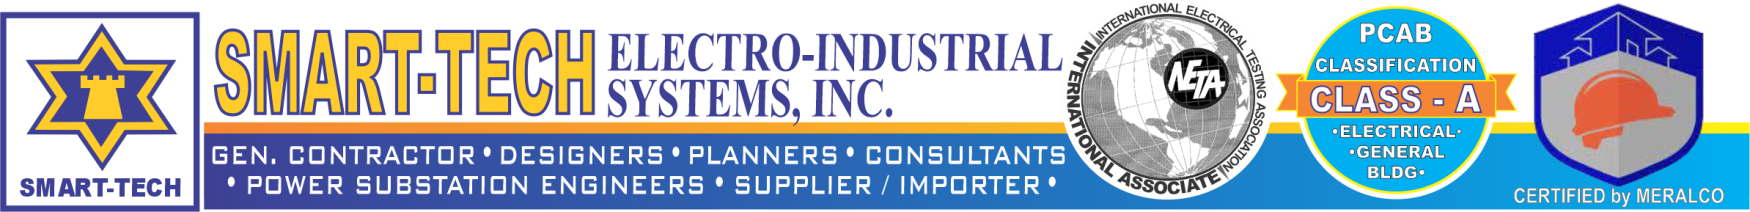 SMART-TECH
SMART-TECH
ELECTRO-INDUSTRIAL
SYSTEMS, INC.
GEN. CONTRACTOR • DESIGNERS • PLANNERS • CONSULTANTS
• POWER SUBSTATION ENGINEERS • SUPPLIER / IMPORTER •
INTERNATIONAL ELECTRICAL TESTING ASSOCIATION
NETA
INTERNATIONAL ASSOCIATE
PCAB
CLASSIFICATION
CLASS - A
•ELECTRICAL•
•GENERAL
BLDG•
CERTIFIED by MERALCO